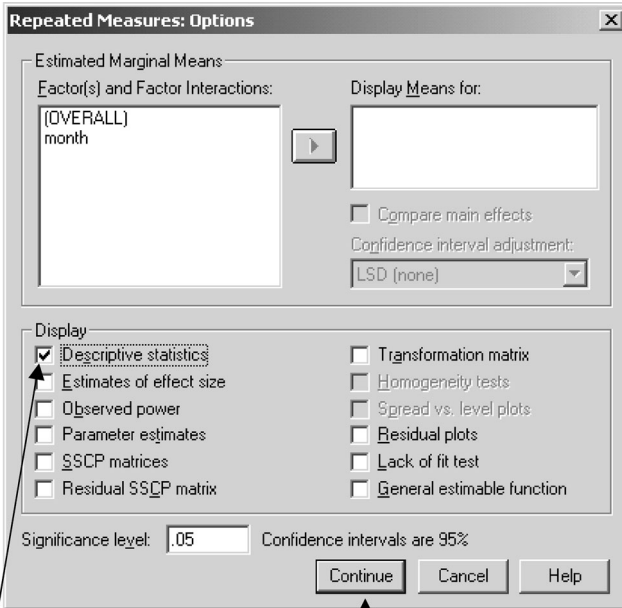 Repeated Measures: Options
Estimated Marginal Means
Factor(s) and Factor Interactions:
(OVERALL)
month
Display Means for:
Compare main effects
Confidence interval adjustment:
LSD (none)
Display
Descriptive statistics
Estimates of effect size
Observed power
Parameter estimates
SSCP matrices
Residual SSCP matrix
Transformation matrix
Homogeneity tests
Spread vs. level plots
Residual plots
Lack of fit test
General estimable function
Significance level: .05 Confidence intervals are 95%
Continue Cancel Help